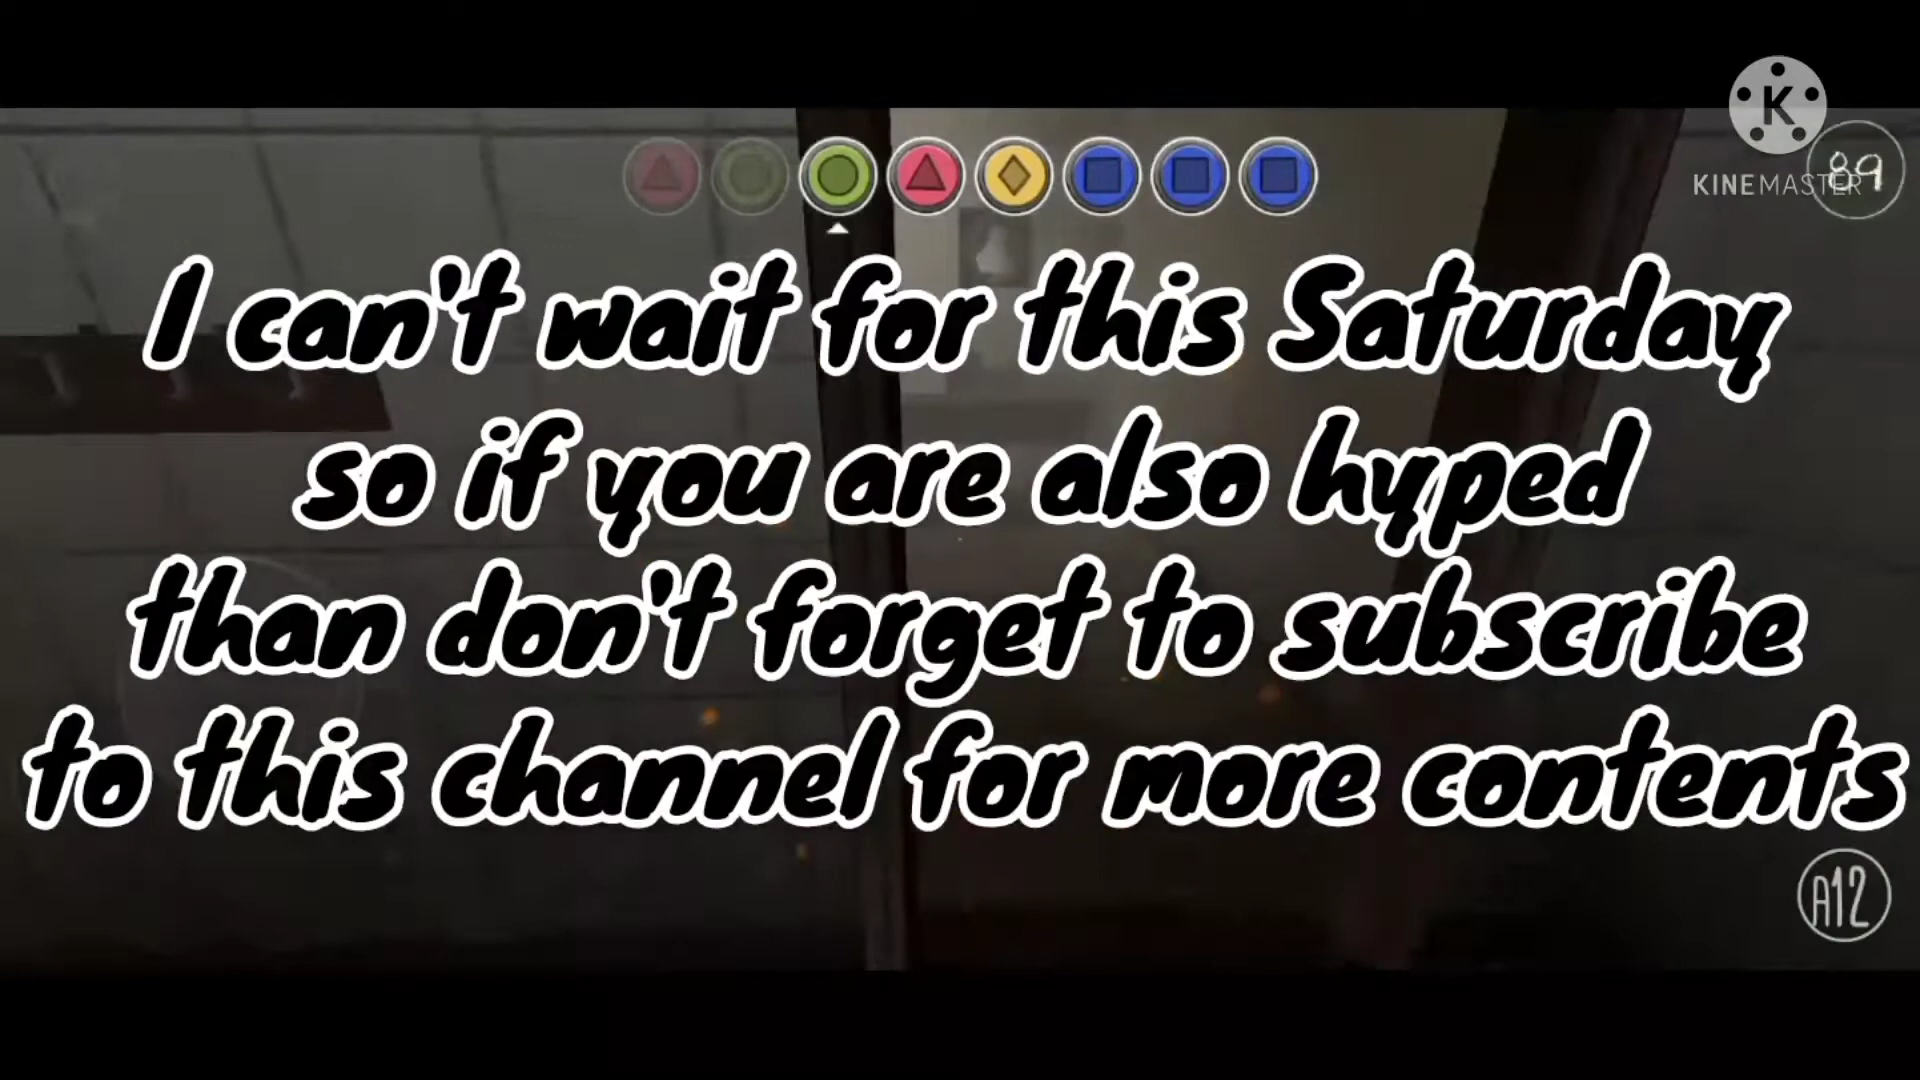 K
KINEMASTER
89
I can't wait for this Saturday
so if you are also hyped
than don't forget to subscribe
to this channel for more contents
A12